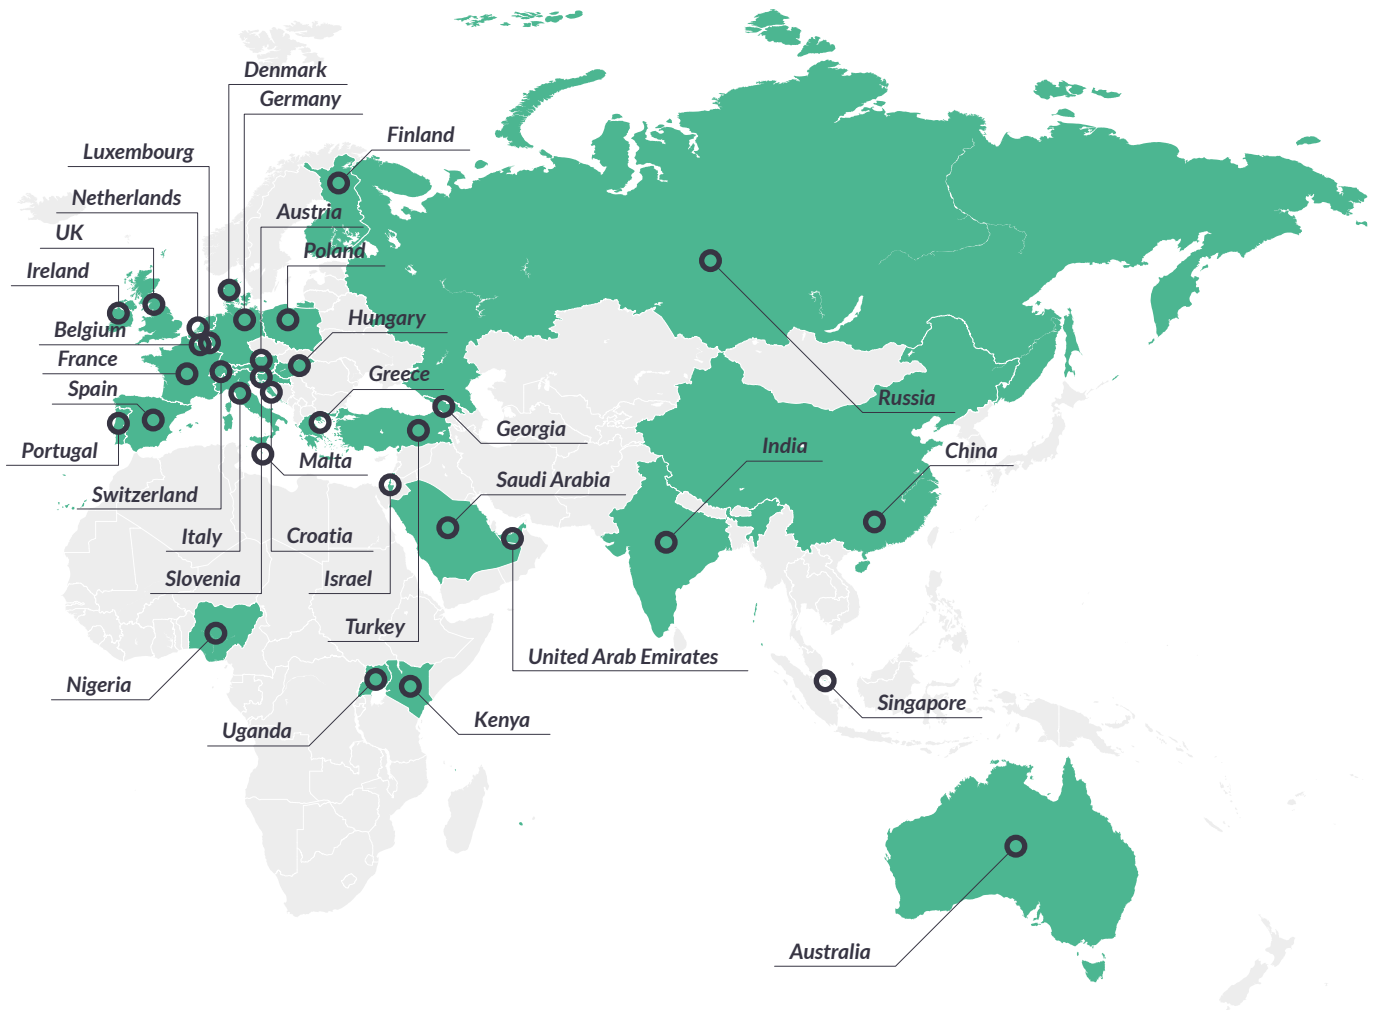 Denmark
Germany
Finland
Luxembourg
Netherlands
Austria
UK
Poland
Ireland
Hungary
Belgium
France
Greece
Spain
Russia
Georgia
India
China
Portugal
Malta
Saudi Arabia
Switzerland
Italy
Croatia
Slovenia
Israel
Turkey
United Arab Emirates
Nigeria
Singapore
Uganda
Kenya
Australia